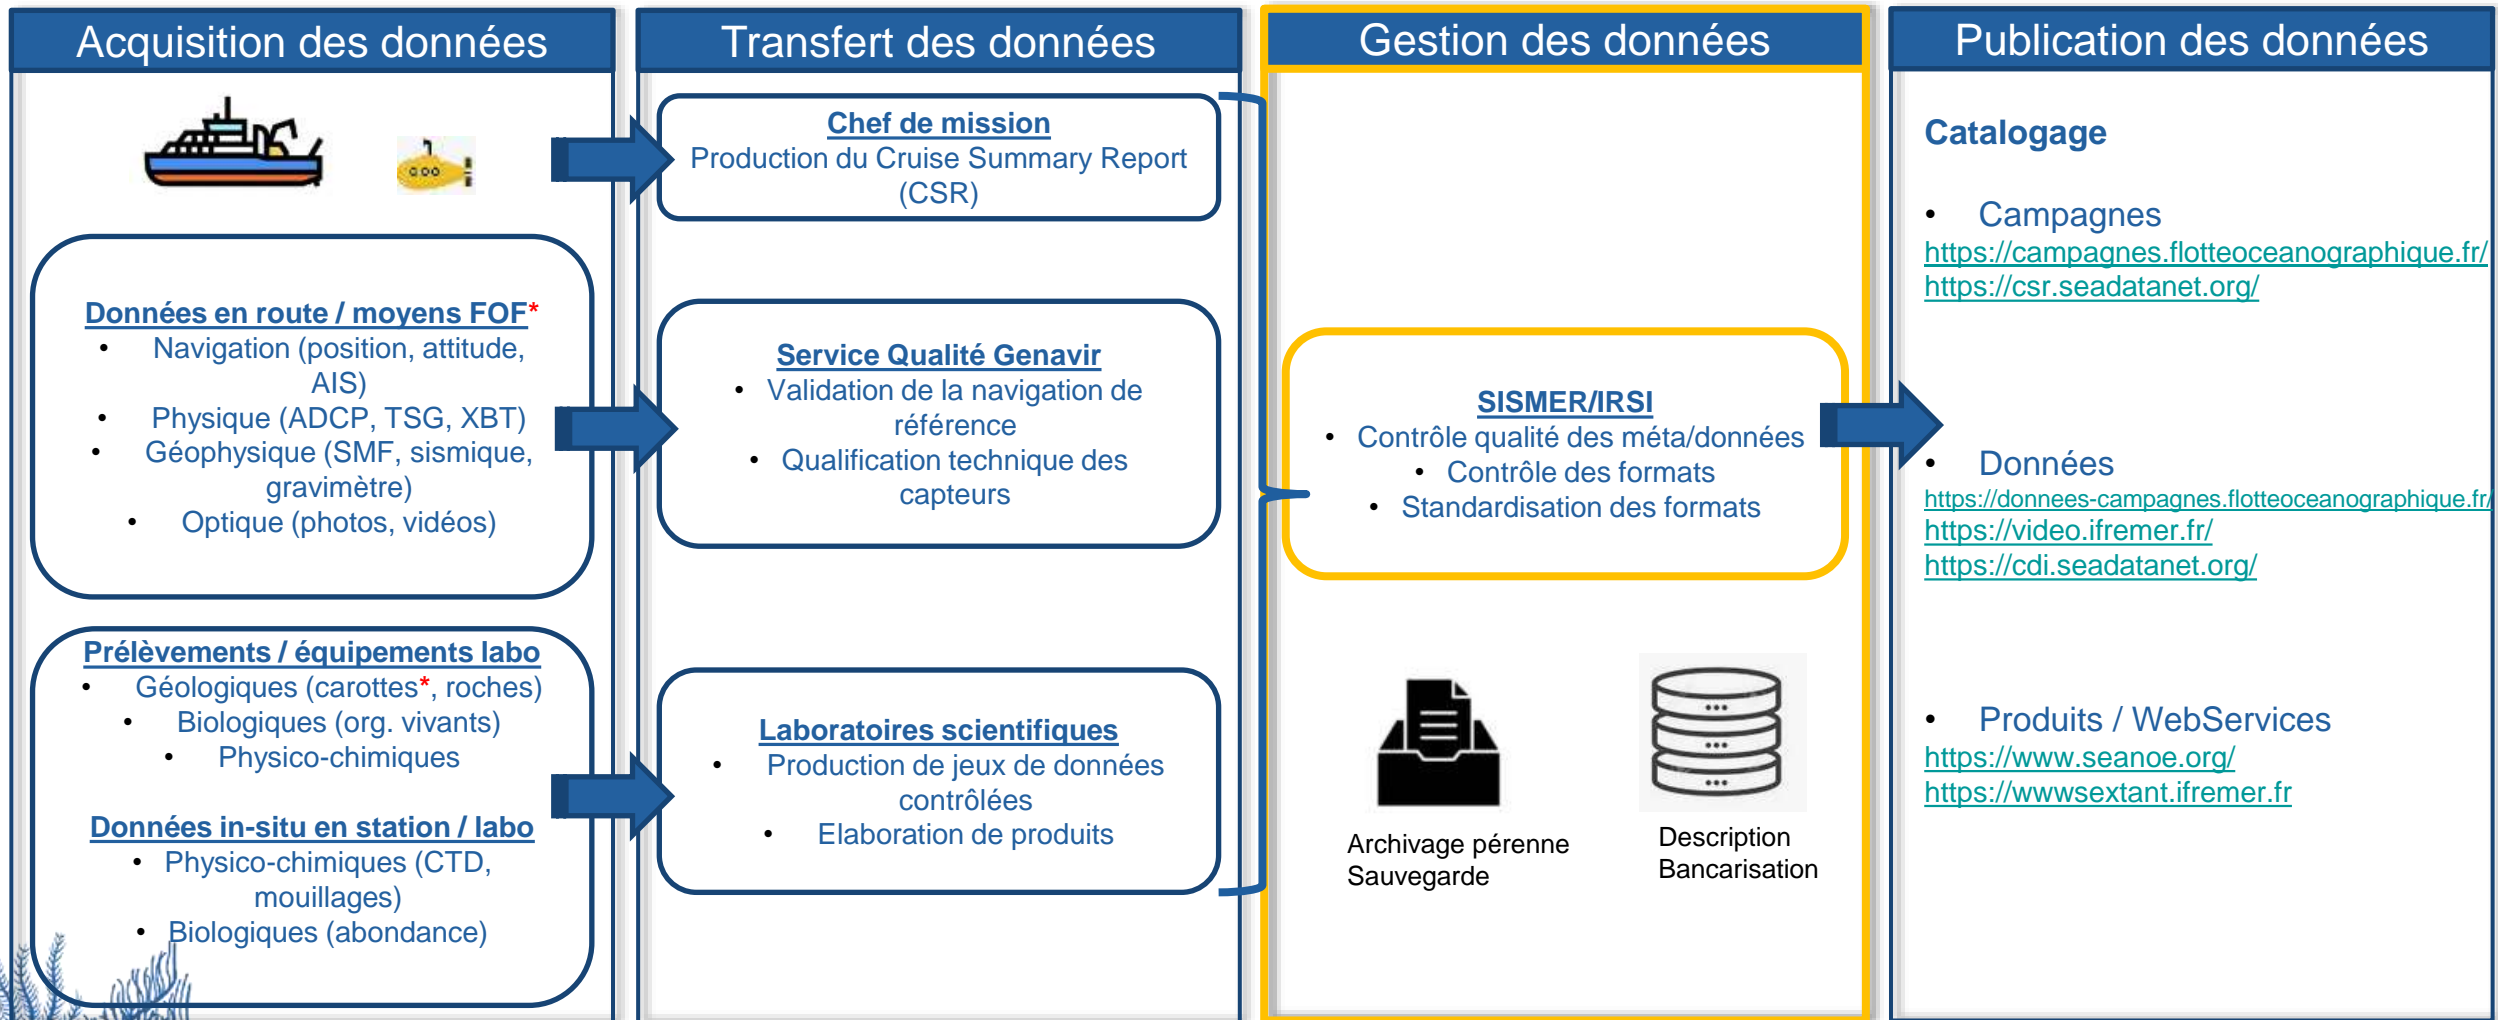 Acquisition des données
Données en route / moyens FOF*
• Navigation (position, attitude,
AIS)
• Physique (ADCP, TSG, XBT)
• Géophysique (SMF, sismique,
gravimètre)
• Optique (photos, vidéos)
Prélèvements / équipements labo
• Géologiques (carottes*, roches)
• Biologiques (org. vivants)
• Physico-chimiques
Données in-situ en station / labo
• Physico-chimiques (CTD,
mouillages)
• Biologiques (abondance)
Transfert des données
Chef de mission
Production du Cruise Summary Report
(CSR)
Service Qualité Genavir
• Validation de la navigation de
référence
• Qualification technique des
capteurs
Laboratoires scientifiques
• Production de jeux de données
contrôlées
• Elaboration de produits
Gestion des données
SISMER/IRSI
• Contrôle qualité des méta/données
• Contrôle des formats
• Standardisation des formats
Archivage pérenne
Sauvegarde
Description
Bancarisation
Publication des données
Catalogage
• Campagnes
https://campagnes.flotteoceanographique.fr/
https://csr.seadatanet.org/
• Données
https://donnees-campagnes.flotteoceanographique.fr/
https://video.ifremer.fr/
https://cdi.seadatanet.org/
• Produits / WebServices
https://www.seanoe.org/
https://wwwsextant.ifremer.fr